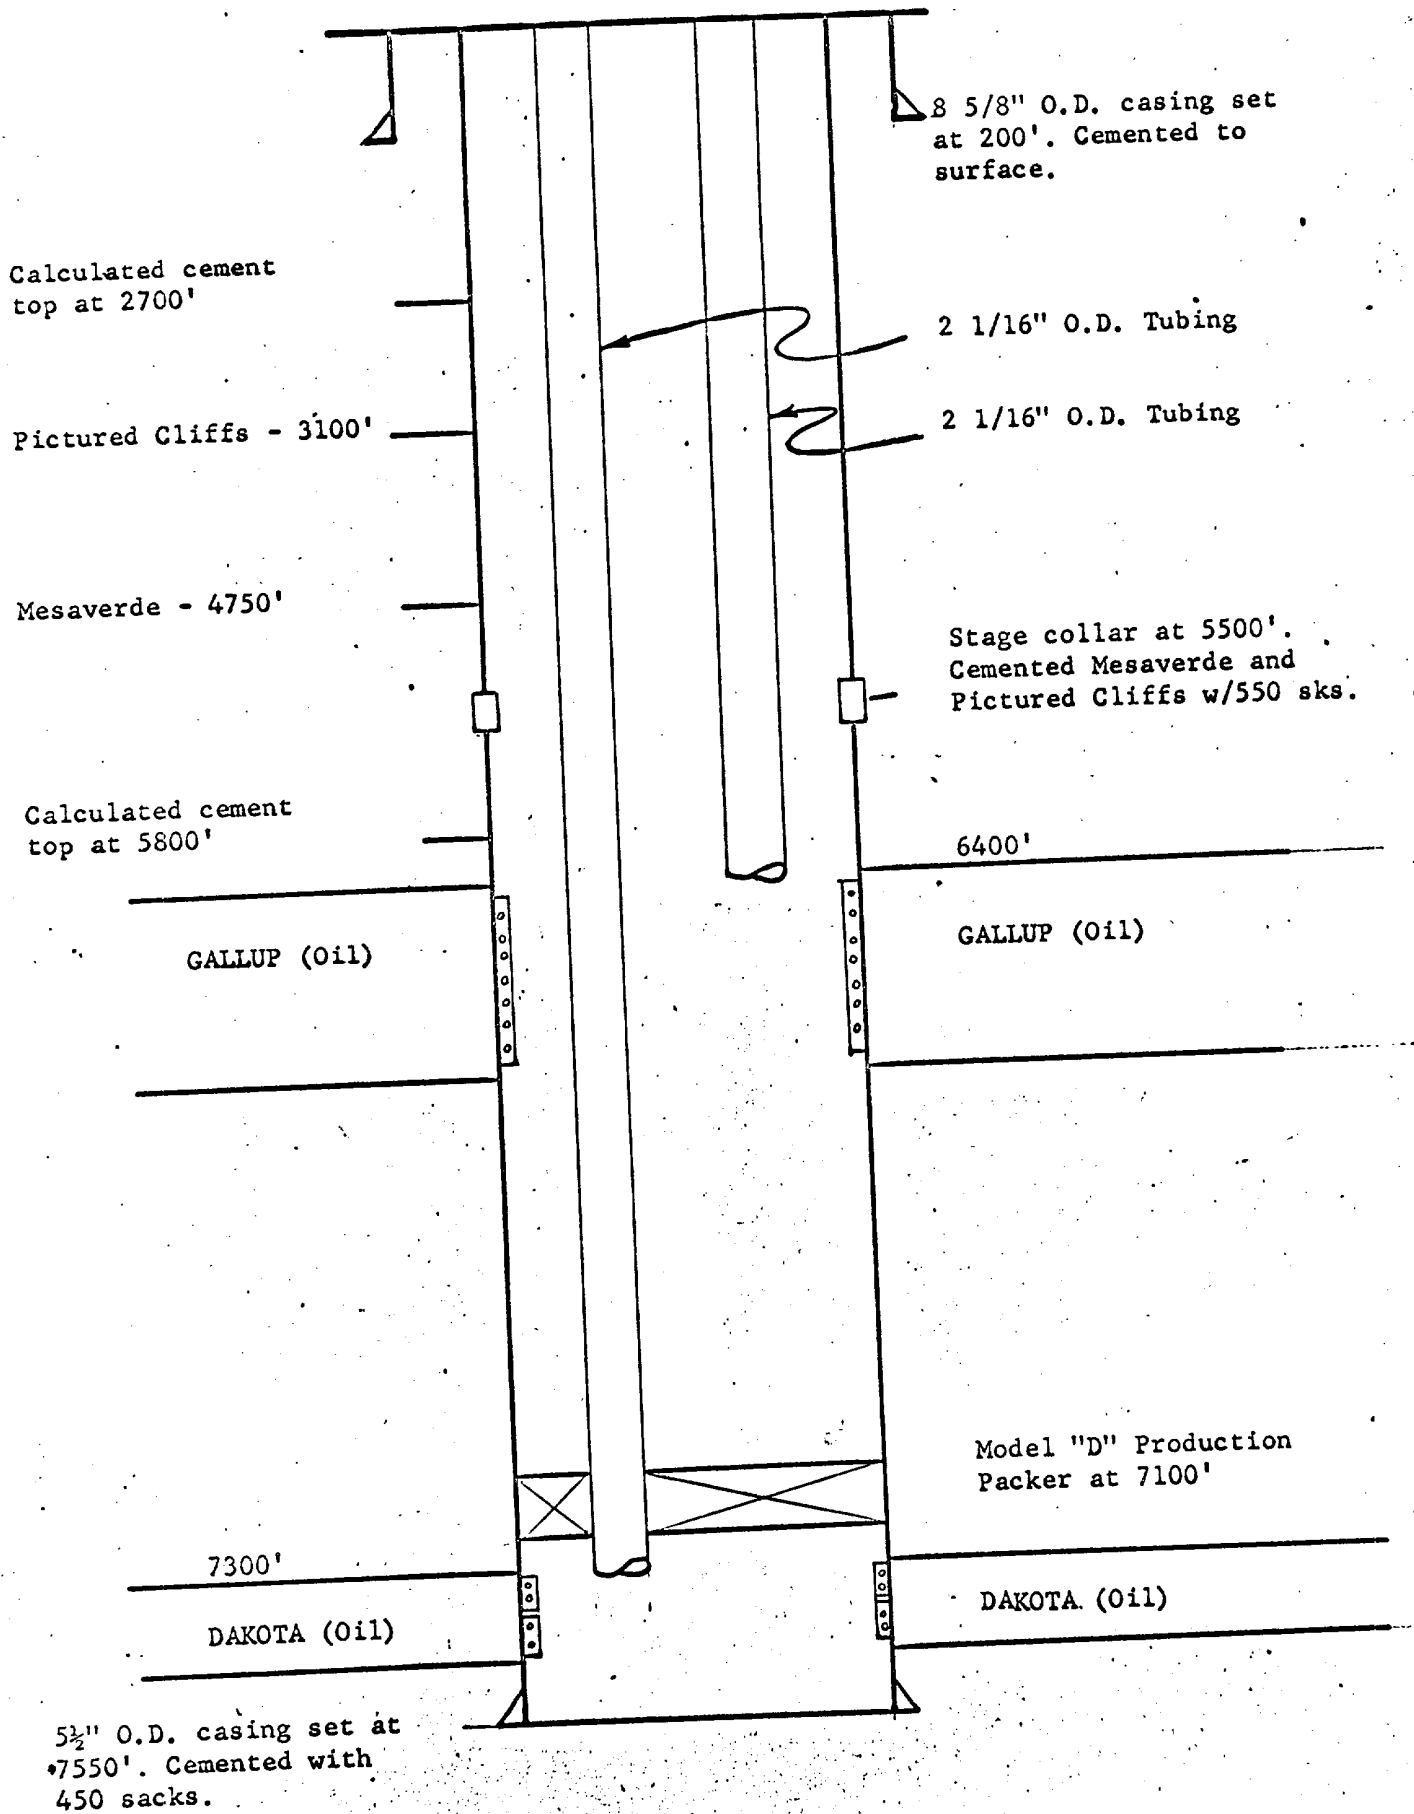 8 5/8" O.D. casing set
at 200'. Cemented to
surface.
Calculated cement
top at 2700'
2 1/16" O.D. Tubing
Pictured Cliffs - 3100'
2 1/16" O.D. Tubing
Mesaverde - 4750'
Stage collar at 5500'.
Cemented Mesaverde and
Pictured Cliffs w/550 sks.
Calculated cement
top at 5800'
6400'
GALLUP (Oil)
GALLUP (Oil)
Model "D" Production
Packer at 7100'
7300'
DAKOTA (Oil)
DAKOTA (Oil)
5½" O.D. casing set at
7550'. Cemented with
450 sacks.